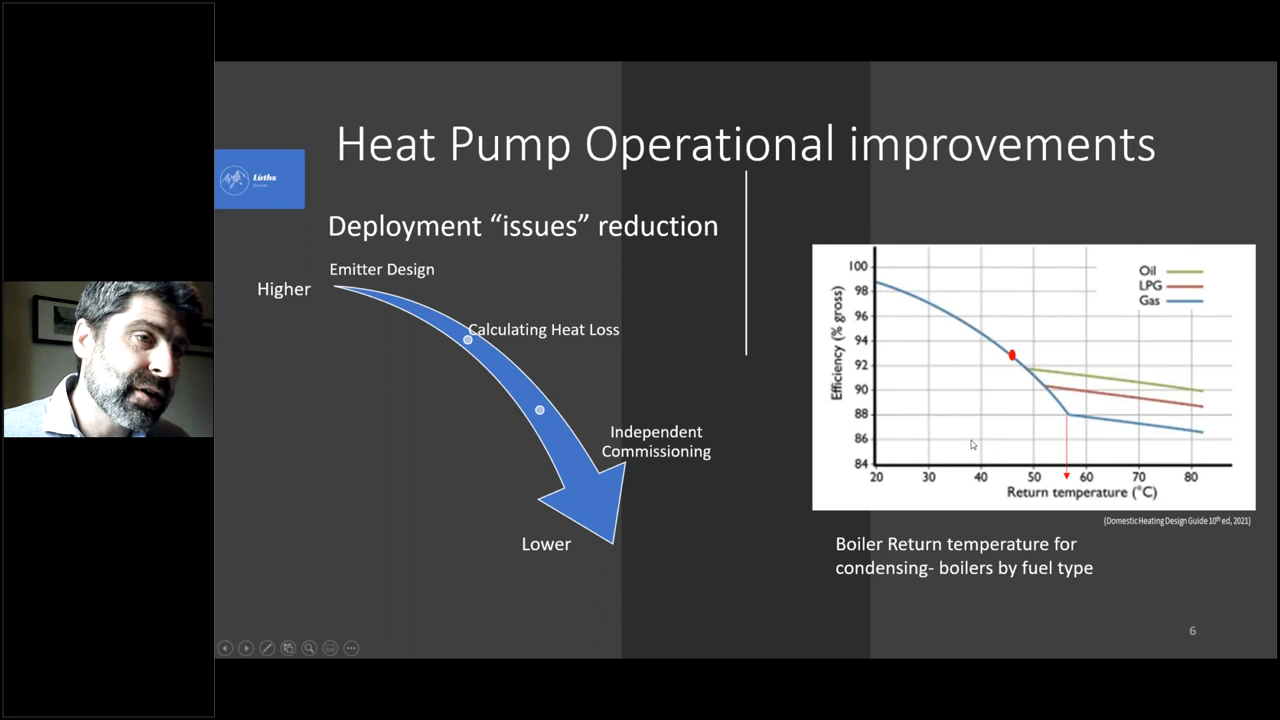 Heat Pump Operational improvements
Liths
Services
Deployment “issues” reduction
Emitter Design
Higher
Calculating Heat Loss
Independent
Commissioning
Lower
Efficiency (% gross)
100
98
96
94
92
90
88
86
84
20 30 40 50 60 70 80
Return temperature (°C)
Oil
LPG
Gas
(Domestic Heating Design Guide 10th ed, 2021)
Boiler Return temperature for
condensing- boilers by fuel type
6